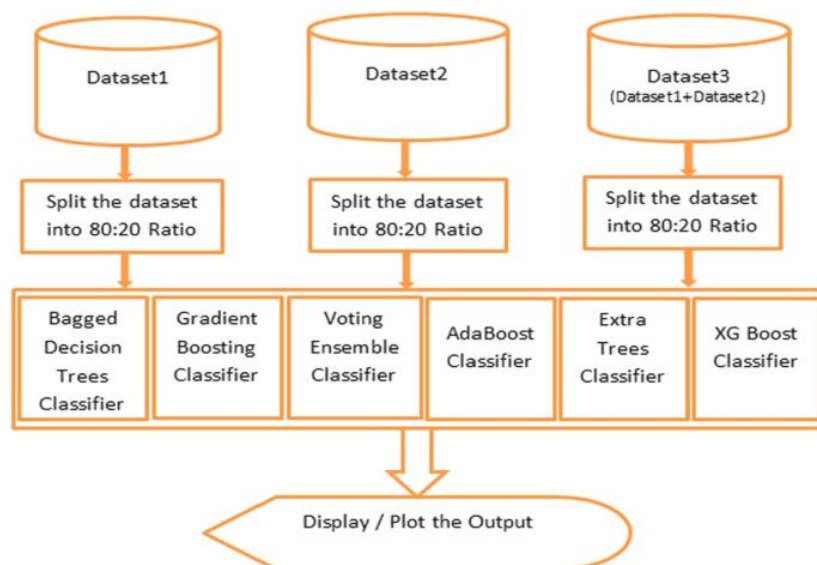 Dataset1
Dataset2
Dataset3
(Dataset1+Dataset2)
Split the dataset
into 80:20 Ratio
Split the dataset
into 80:20 Ratio
Split the dataset
into 80:20 Ratio
Bagged
Decision
Trees
Classifier
Gradient
Boosting
Classifier
Voting
Ensemble
Classifier
AdaBoost
Classifier
Extra
Trees
Classifier
XG Boost
Classifier
Display / Plot the Output